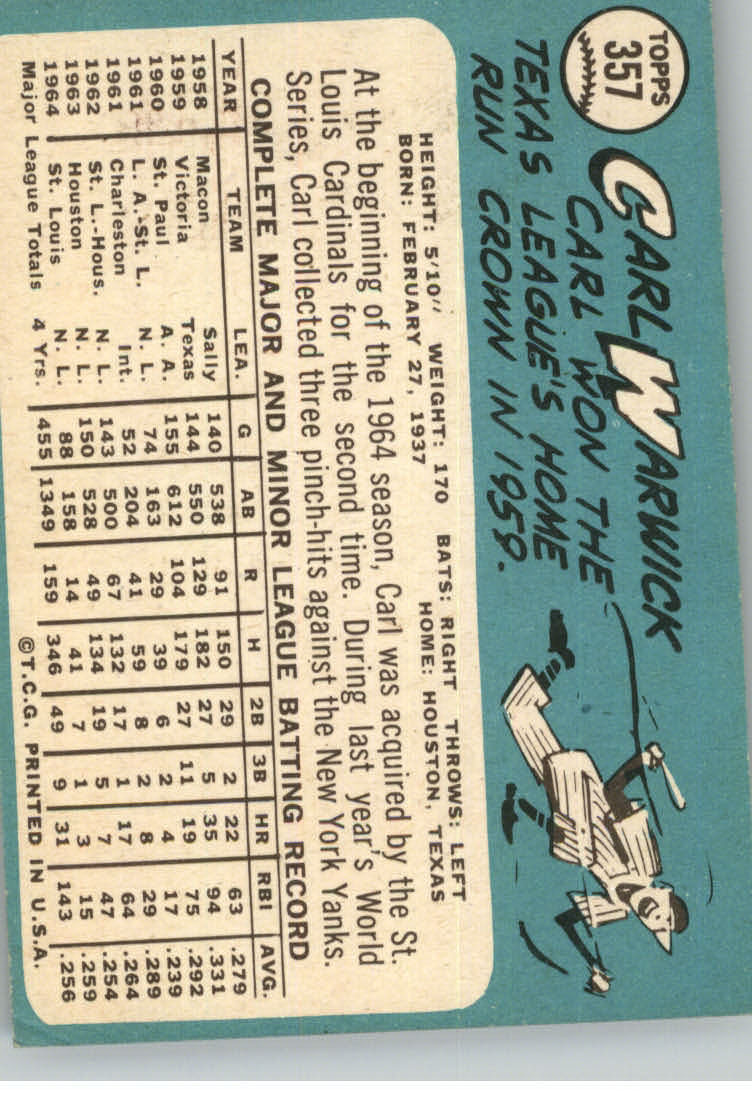 TOPPS
357
CARL WARWICK
CARL WON THE
TEXAS LEAGUE'S HOME
RUN CROWN IN 1959.
HEIGHT: 5'10" WEIGHT: 170 BATS: RIGHT THROWS: LEFT
BORN: FEBRUARY 27, 1937 HOME: HOUSTON, TEXAS
At the beginning of the 1964 season, Carl was acquired by the St.
Louis Cardinals for the second time. During last year's World
Series, Carl collected three pinch-hits against the New York Yanks.
COMPLETE MAJOR AND MINOR LEAGUE BATTING RECORD
YEAR TEAM LEA. G AB R H 2B 3B HR RBI AVG.
1958 Macon Sally 140 538 91 150 29 2 22 63 .279
1959 Victoria Texas 144 550 129 182 27 5 35 94 .331
1960 St. Paul A. A. 155 612 104 179 27 11 19 75 .292
1961 L. A.-St. L. N. L. 74 163 29 39 6 2 4 17 .239
1961 Charleston Int. 52 204 41 59 8 2 8 29 .289
1962 St. L.-Hous. N. L. 143 500 67 132 17 1 17 64 .264
1963 Houston N. L. 150 528 49 134 19 5 7 47 .254
1964 St. Louis N. L. 88 158 14 41 7 1 3 15 .259
Major League Totals 4 Yrs. 455 1349 159 346 49 9 31 143 .256
©T.C.G. PRINTED IN U.S.A.